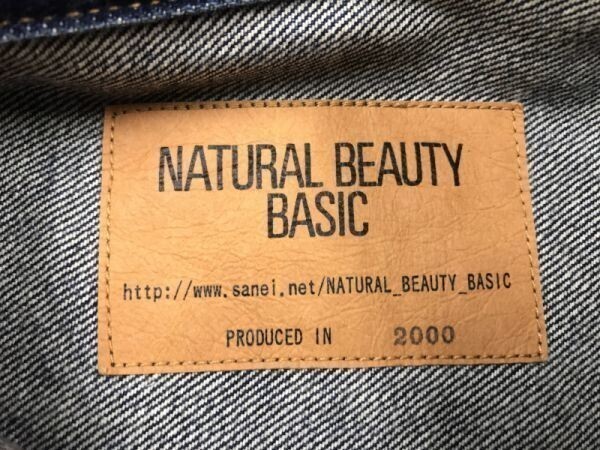 NATURAL BEAUTY
BASIC
http://www.sanei.net/NATURAL_BEAUTY_BASIC
PRODUCED IN 2000